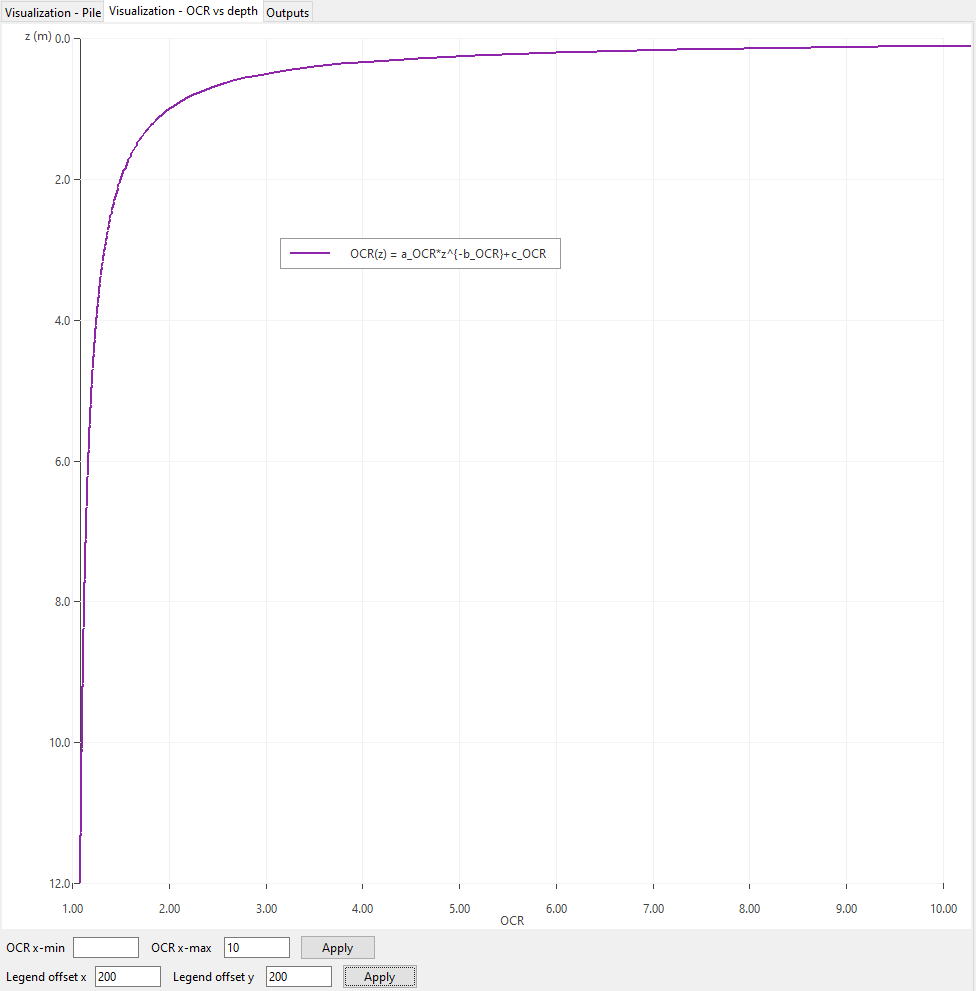 Visualization - Pile Visualization - OCR vs depth Outputs
z (m) 0.0
2.0
OCR(z) = a_OCR*z^{-b_OCR}+c_OCR
4.0
6.0
8.0
10.0
12.0
1.00 2.00 3.00 4.00 5.00 6.00 7.00 8.00 9.00 10.00
OCR
OCR x-min OCR x-max 10 Apply
Legend offset x 200 Legend offset y 200 Apply